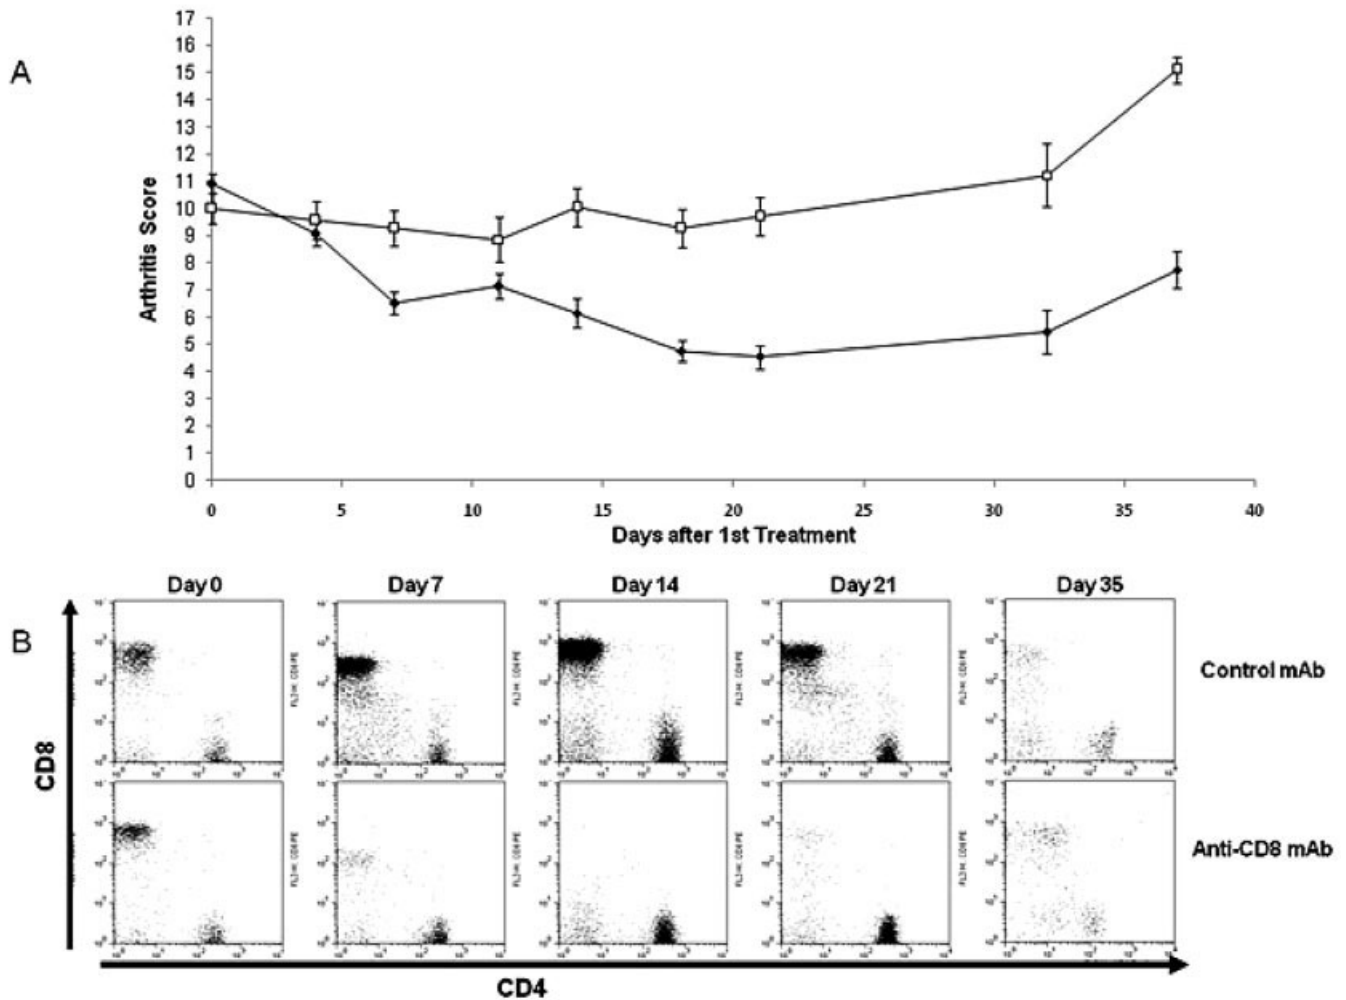 A
17
16
15
14
13
12
11
10
9
8
7
6
5
4
3
2
1
0
Arthritis Score
0 5 10 15 20 25 30 35 40
Days after 1st Treatment
B
Day 0 Day 7 Day 14 Day 21 Day 35
Control mAb
Anti-CD8 mAb
CD8
CD4